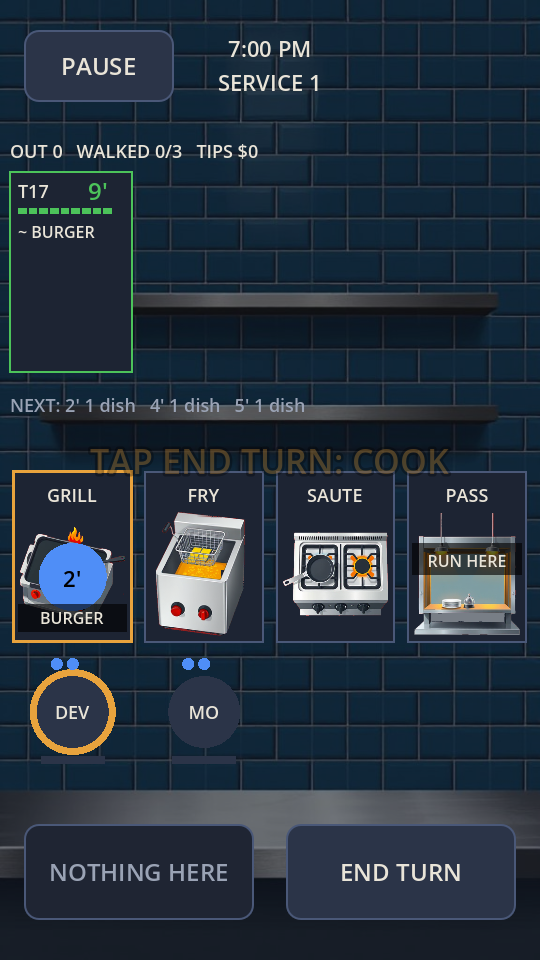 PAUSE
7:00 PM
SERVICE 1
OUT 0 WALKED 0/3 TIPS $0
T17 9'
~ BURGER
NEXT: 2' 1 dish 4' 1 dish 5' 1 dish
TAP END TURN: COOK
GRILL FRY SAUTE PASS
RUN HERE
2'
BURGER
DEV MO
NOTHING HERE END TURN